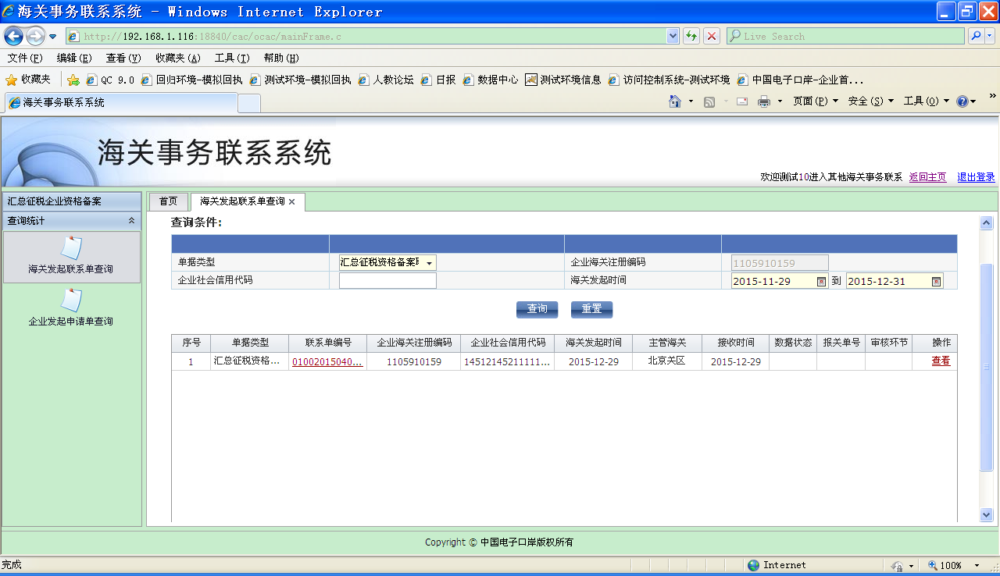 海关事务联系系统 - Windows Internet Explorer
http://192.168.1.116:18840/cac/ocac/mainFrame.c
Live Search
文件(F) 编辑(E) 查看(V) 收藏夹(A) 工具(T) 帮助(H)
收藏夹 QC 9.0 回归环境-模拟回执 测试环境-模拟回执 人教论坛 日报 数据中心 测试环境信息 访问控制系统-测试环境 中国电子口岸-企业首...
海关事务联系系统
页面(P) 安全(S) 工具(O)
海关事务联系系统
欢迎测试10进入其他海关事务联系 返回主页 退出登录
汇总征税企业资格备案
查询统计
海关发起联系单查询
企业发起申请单查询
首页 海关发起联系单查询
查询条件:
单据类型 汇总征税资格备案 企业海关注册编码 1105910159
企业社会信用代码 海关发起时间 2015-11-29 到 2015-12-31
查询 重置
序号 单据类型 联系单编号 企业海关注册编码 企业社会信用代码 海关发起时间 主管海关 接收时间 数据状态 报关单号 审核环节 操作
1 汇总征税资格... 01002015040... 1105910159 14512145211111... 2015-12-29 北京关区 2015-12-29 查看
Copyright © 中国电子口岸版权所有
完成
Internet
100%